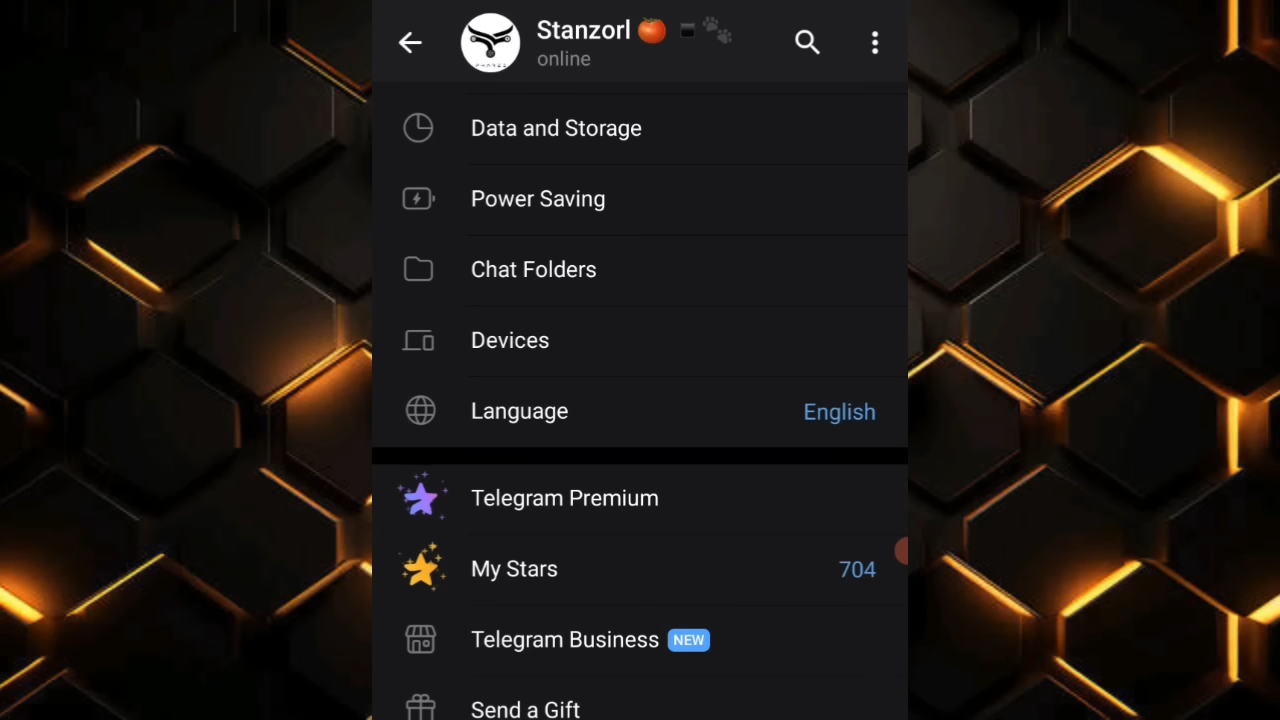 Stanzorl 🍅
online
Data and Storage
Power Saving
Chat Folders
Devices
Language English
Telegram Premium
My Stars 704
Telegram Business NEW
Send a Gift